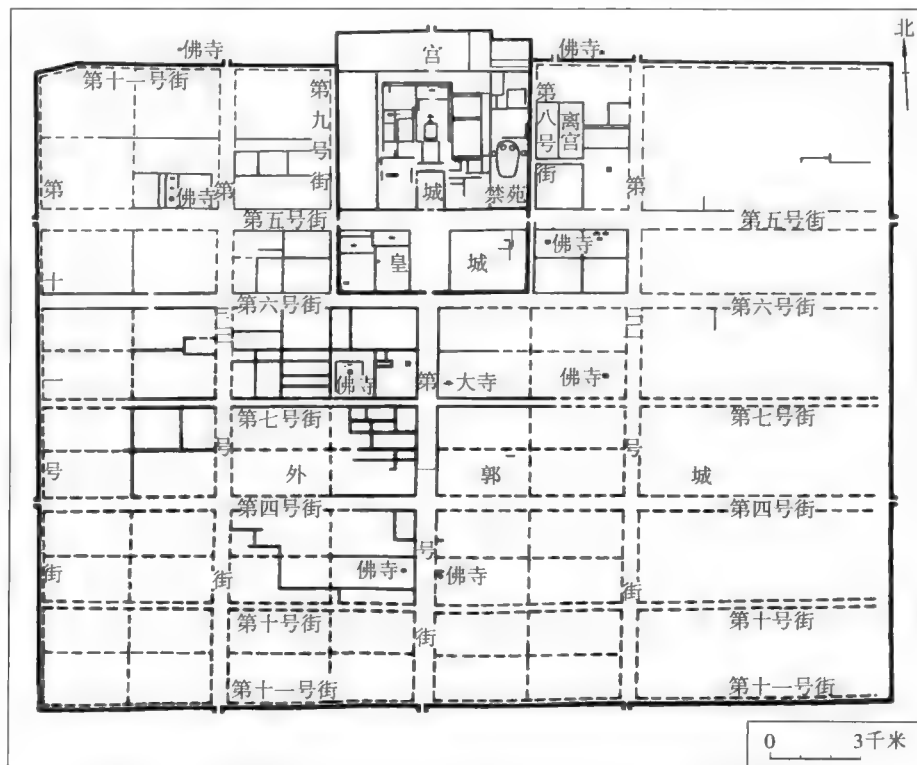 北
佛寺
佛寺
宫
第十一号街
第九号街
第八号街
离宫
佛寺
城
禁苑
第五号街
第五号街
皇
城
佛寺
第六号街
第六号街
佛寺
大寺
佛寺
第七号街
第七号街
外
郭
城
第四号街
第四号街
佛寺
佛寺
第十号街
第十号街
第十一号街
第十一号街
第十二号街
第三号街
第一号街
第二号街
0
3千米